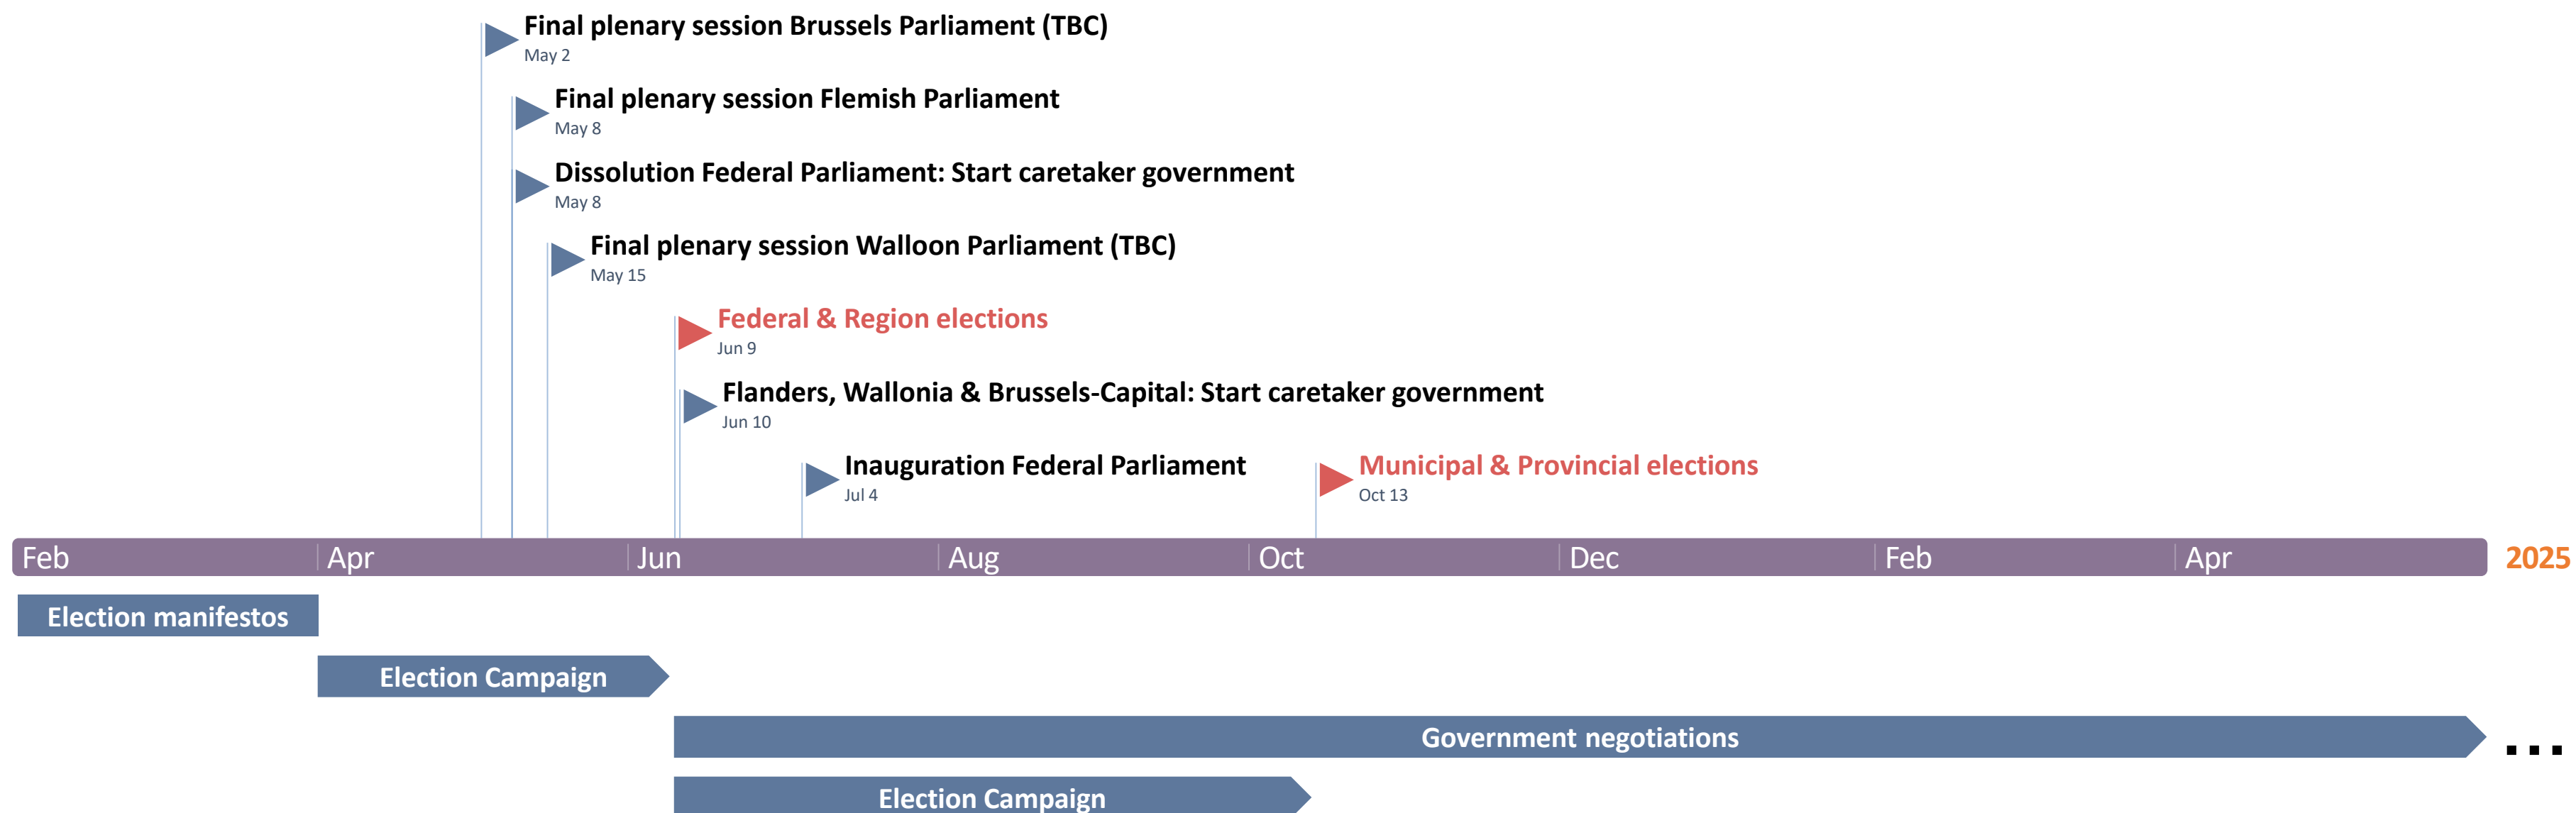 Final plenary session Brussels Parliament (TBC)
May 2
Final plenary session Flemish Parliament
May 8
Dissolution Federal Parliament: Start caretaker government
May 8
Final plenary session Walloon Parliament (TBC)
May 15
Federal & Region elections
Jun 9
Flanders, Wallonia & Brussels-Capital: Start caretaker government
Jun 10
Inauguration Federal Parliament
Jul 4
Municipal & Provincial elections
Oct 13
Feb Apr Jun Aug Oct Dec Feb Apr 2025
Election manifestos
Election Campaign
Government negotiations ...
Election Campaign